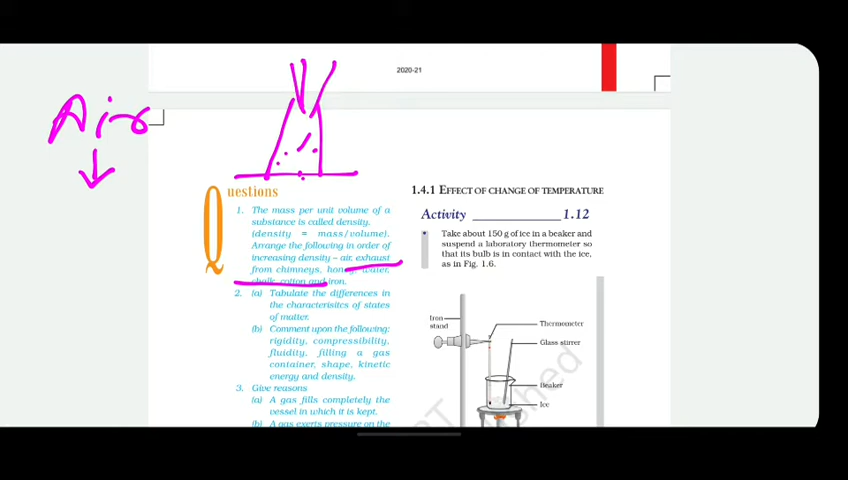 2020-21
Air
Questions
1. The mass per unit volume of a
substance is called density.
(density = mass/volume).
Arrange the following in order of
increasing density – air, exhaust
from chimneys, honey, water,
chalk, cotton and iron.
2. (a) Tabulate the differences in
the characterisitcs of states
of matter.
(b) Comment upon the following:
rigidity, compressibility,
fluidity, filling a gas
container, shape, kinetic
energy and density.
3. Give reasons
(a) A gas fills completely the
vessel in which it is kept.
(b) A gas exerts pressure on the
1.4.1 EFFECT OF CHANGE OF TEMPERATURE
Activity ______________ 1.12
• Take about 150 g of ice in a beaker and
suspend a laboratory thermometer so
that its bulb is in contact with the ice,
as in Fig. 1.6.
Iron
stand
Thermometer
Glass stirrer
Beaker
Ice